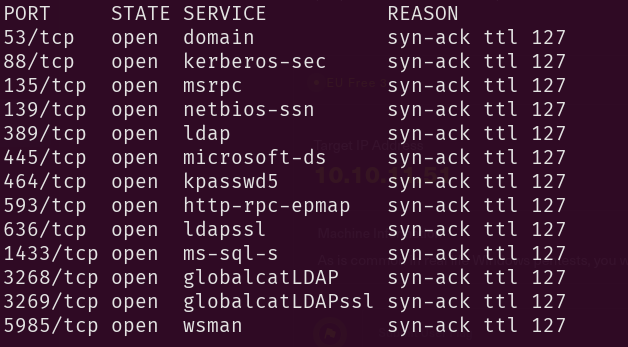 PORT STATE SERVICE REASON
53/tcp open domain syn-ack ttl 127
88/tcp open kerberos-sec syn-ack ttl 127
135/tcp open msrpc syn-ack ttl 127
139/tcp open netbios-ssn syn-ack ttl 127
389/tcp open ldap syn-ack ttl 127
445/tcp open microsoft-ds syn-ack ttl 127
464/tcp open kpasswd5 syn-ack ttl 127
593/tcp open http-rpc-epmap syn-ack ttl 127
636/tcp open ldapssl syn-ack ttl 127
1433/tcp open ms-sql-s syn-ack ttl 127
3268/tcp open globalcatLDAP syn-ack ttl 127
3269/tcp open globalcatLDAPssl syn-ack ttl 127
5985/tcp open wsman syn-ack ttl 127